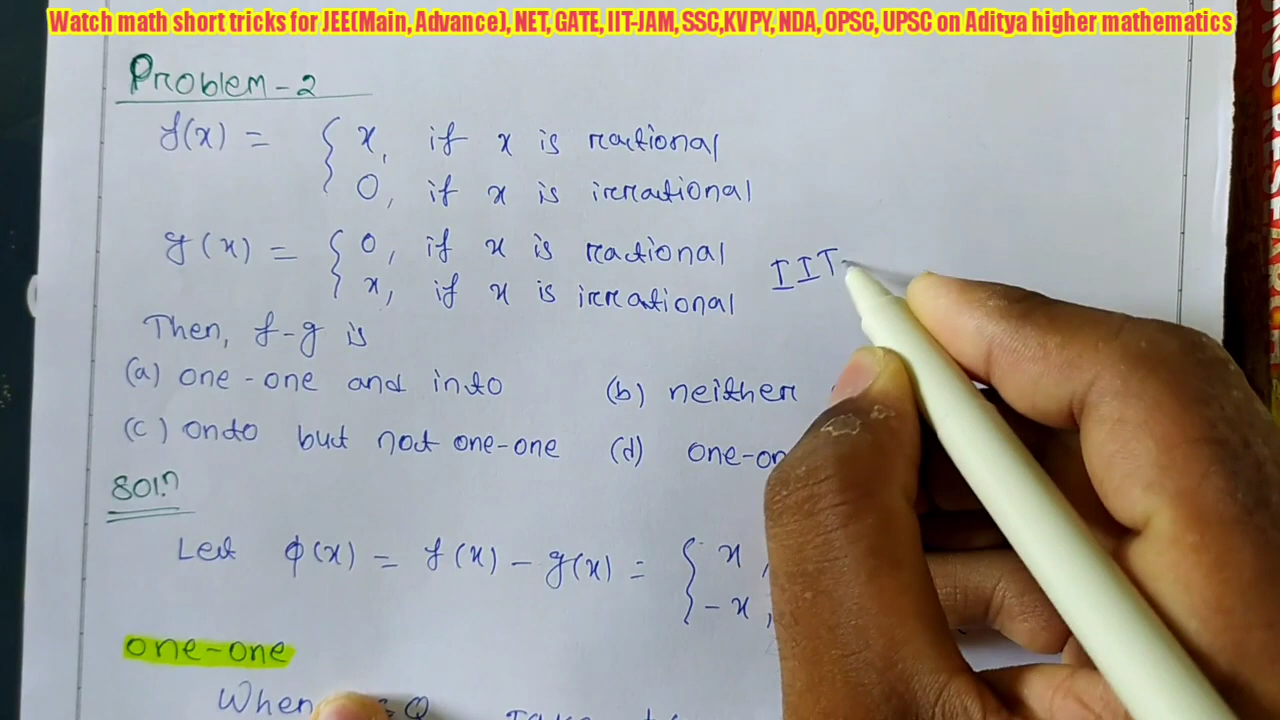 Watch math short tricks for JEE(Main, Advance), NET, GATE, IIT-JAM, SSC,KVPY, NDA, OPSC, UPSC on Aditya higher mathematics
Problem-2
f(x) = { x, if x is rational
0, if x is irrational
g(x) = { 0, if x is rational
x, if x is irrational
IIT-
Then, f-g is
(a) one-one and into (b) neither
(c) onto but not one-one (d) one-on
Soln
Let φ(x) = f(x) - g(x) = { x,
-x,
one-one
When Q